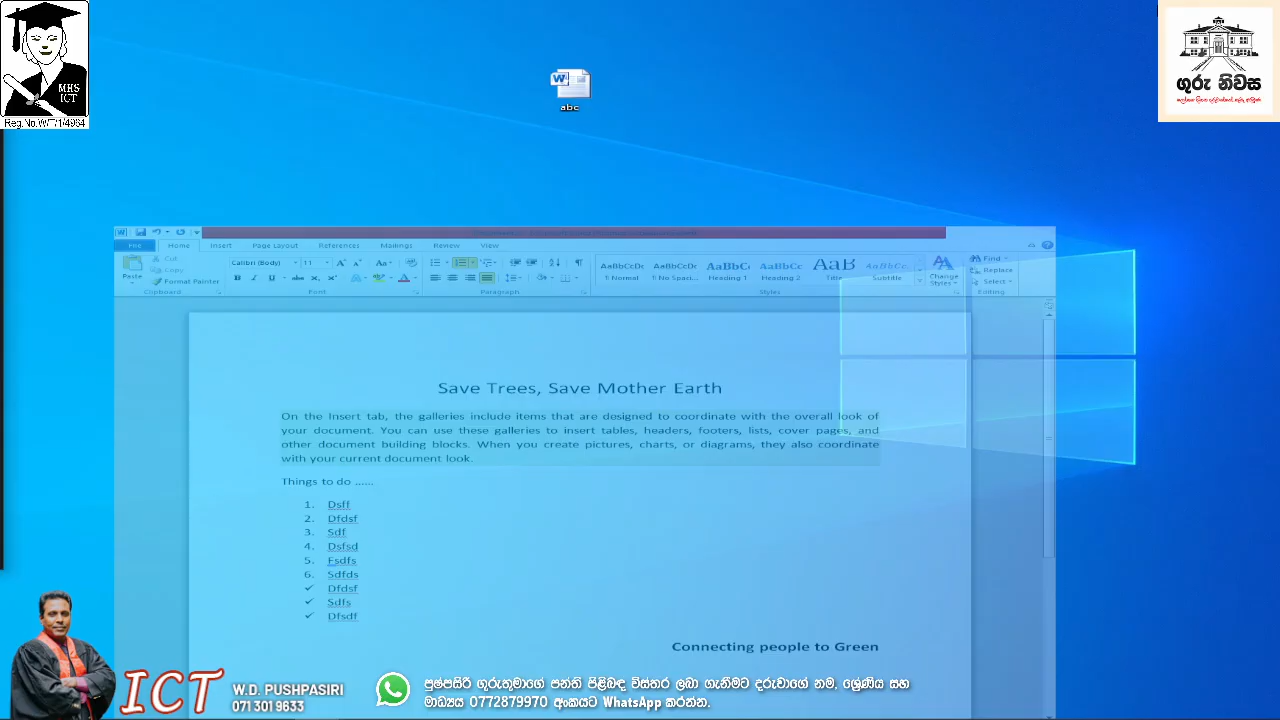 MHS
ICT
Reg.No.W/7/1/4964
abc
ගුරු නිවස
File Home Insert Page Layout References Mailings Review View
Cut
Copy
Paste
Format Painter
Clipboard
Calibri (Body) 11
Font
Paragraph
AaBbCcDc AaBbCcDc AaBbC AaBbCc AaB AaBbCc.
¶ Normal ¶ No Spaci... Heading 1 Heading 2 Title Subtitle
Change Styles
Styles
Find
Replace
Select
Editing
Save Trees, Save Mother Earth
On the Insert tab, the galleries include items that are designed to coordinate with the overall look of
your document. You can use these galleries to insert tables, headers, footers, lists, cover pages, and
other document building blocks. When you create pictures, charts, or diagrams, they also coordinate
with your current document look.
Things to do ......
1. Dsff
2. Dfdsf
3. Sdf
4. Dsfsd
5. Fsdfs
6. Sdfds
✓ Dfdsf
✓ Sdfs
✓ Dfsdf
Connecting people to Green
ICT
W.D. PUSHPASIRI
071 301 9633
පුෂ්පසිරි ගුරුතුමාගේ පන්ති පිළිබඳ විස්තර ලබා ගැනීමට දරුවාගේ නම, ශ්‍රේණිය සහ
මාධ්‍යය 0772879970 අංකයට WhatsApp කරන්න.